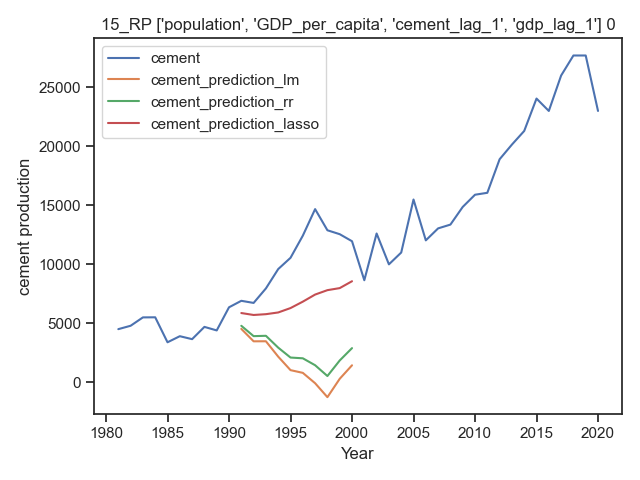 15_RP ['population', 'GDP_per_capita', 'cement_lag_1', 'gdp_lag_1'] 0
cement
cement_prediction_lm
cement_prediction_rr
cement_prediction_lasso
cement production
25000
20000
15000
10000
5000
0
1980 1985 1990 1995 2000 2005 2010 2015 2020
Year